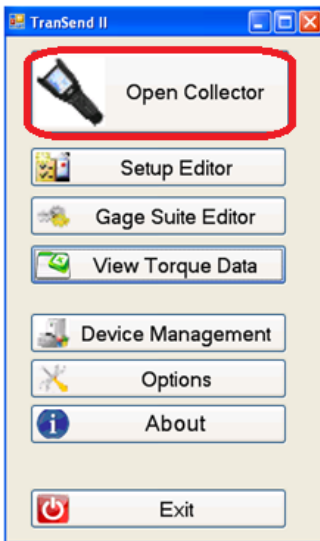 TranSend II
Open Collector
Setup Editor
Gage Suite Editor
View Torque Data
Device Management
Options
About
Exit